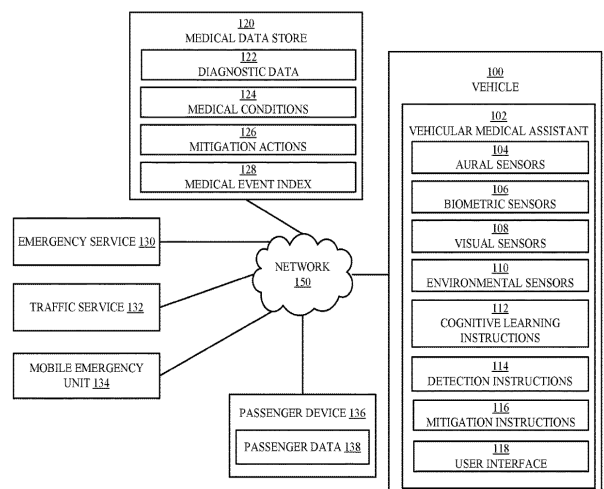 120
MEDICAL DATA STORE
122
DIAGNOSTIC DATA
124
MEDICAL CONDITIONS
126
MITIGATION ACTIONS
128
MEDICAL EVENT INDEX
EMERGENCY SERVICE 130
TRAFFIC SERVICE 132
MOBILE EMERGENCY
UNIT 134
NETWORK
150
PASSENGER DEVICE 136
PASSENGER DATA 138
100
VEHICLE
102
VEHICULAR MEDICAL ASSISTANT
104
AURAL SENSORS
106
BIOMETRIC SENSORS
108
VISUAL SENSORS
110
ENVIRONMENTAL SENSORS
112
COGNITIVE LEARNING
INSTRUCTIONS
114
DETECTION INSTRUCTIONS
116
MITIGATION INSTRUCTIONS
118
USER INTERFACE